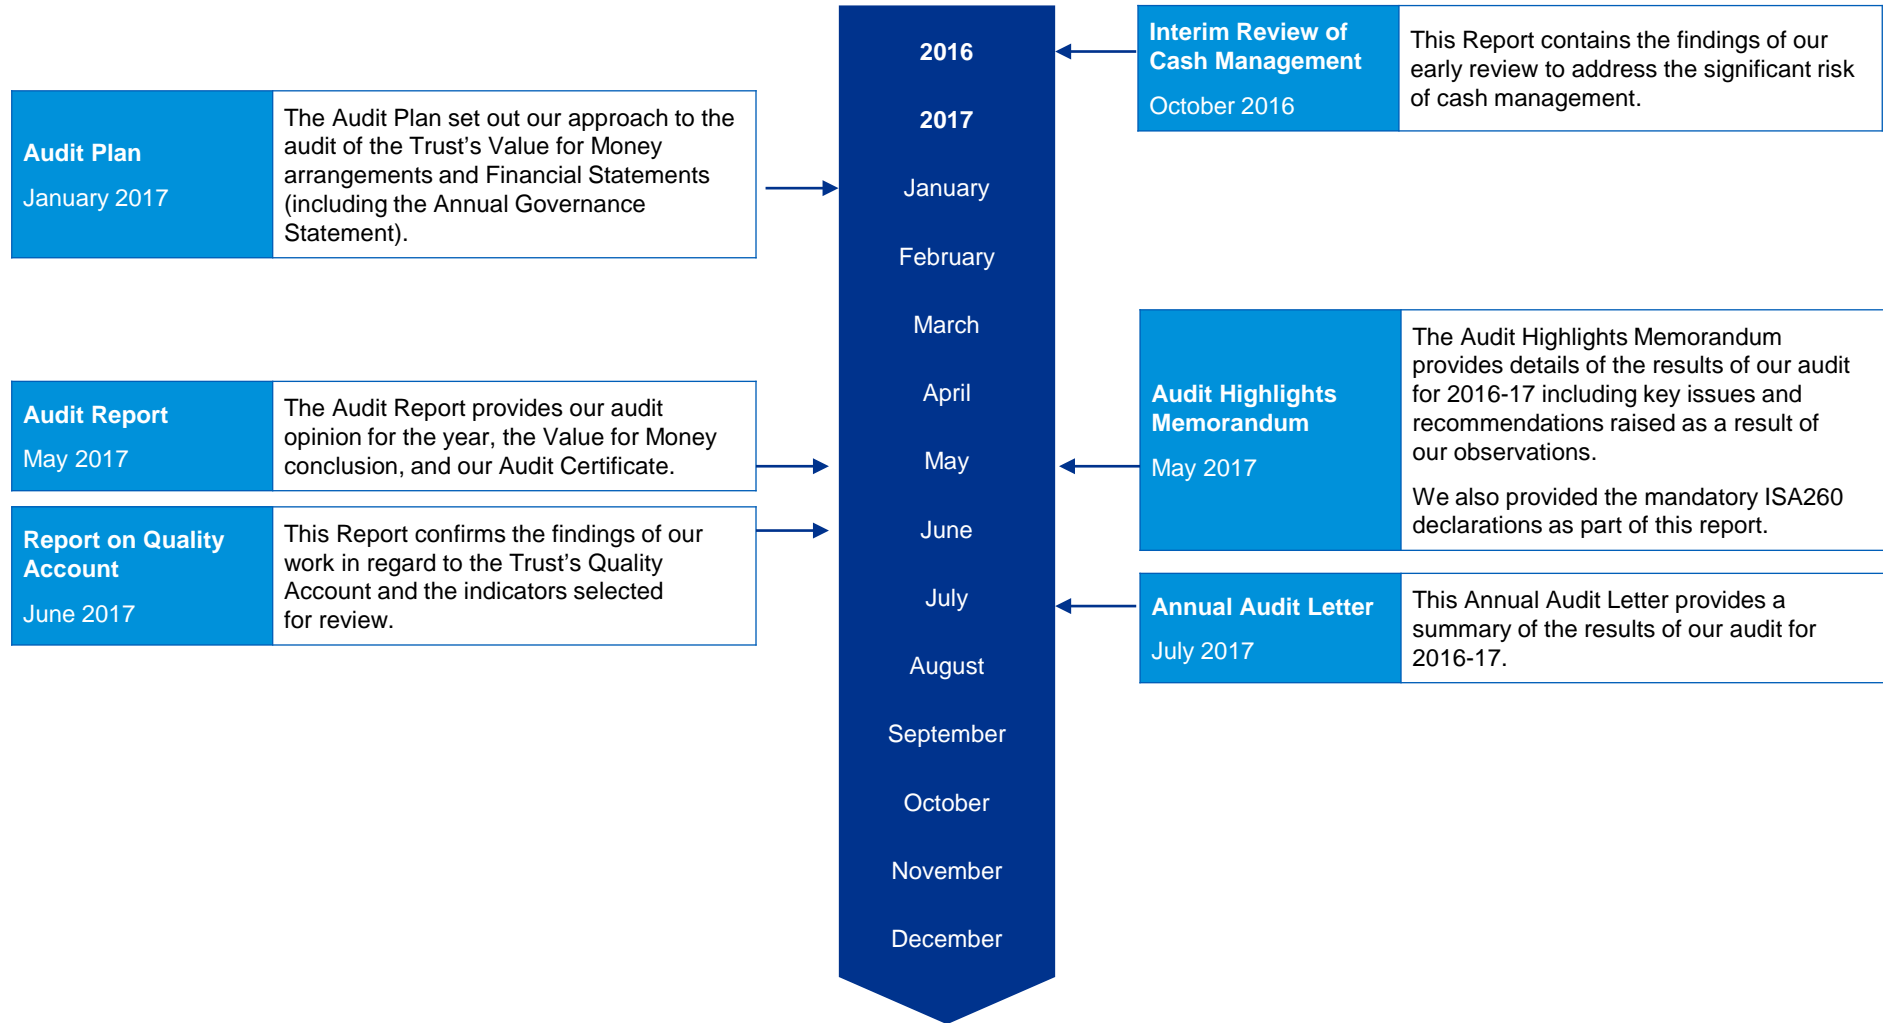 Interim Review of
Cash Management
October 2016
This Report contains the findings of our
early review to address the significant risk
of cash management.
Audit Plan
January 2017
The Audit Plan set out our approach to the
audit of the Trust’s Value for Money
arrangements and Financial Statements
(including the Annual Governance
Statement).
Audit Report
May 2017
The Audit Report provides our audit
opinion for the year, the Value for Money
conclusion, and our Audit Certificate.
Report on Quality
Account
June 2017
This Report confirms the findings of our
work in regard to the Trust’s Quality
Account and the indicators selected
for review.
2016
2017
January
February
March
April
May
June
July
August
September
October
November
December
Audit Highlights
Memorandum
May 2017
The Audit Highlights Memorandum
provides details of the results of our audit
for 2016-17 including key issues and
recommendations raised as a result of
our observations.
We also provided the mandatory ISA260
declarations as part of this report.
Annual Audit Letter
July 2017
This Annual Audit Letter provides a
summary of the results of our audit for
2016-17.